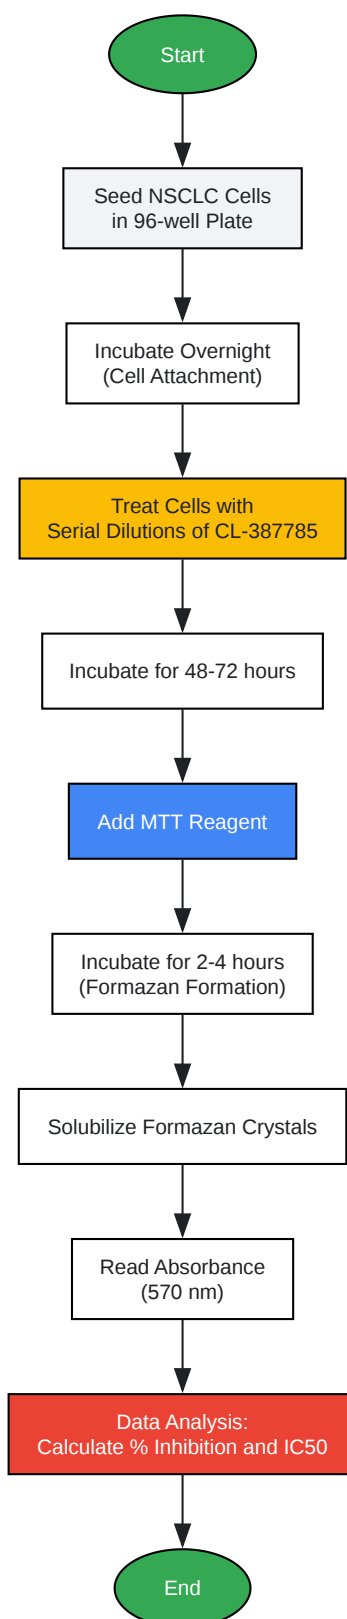 Start
Seed NSCLC Cells
in 96-well Plate
Incubate Overnight
(Cell Attachment)
Treat Cells with
Serial Dilutions of CL-387785
Incubate for 48-72 hours
Add MTT Reagent
Incubate for 2-4 hours
(Formazan Formation)
Solubilize Formazan Crystals
Read Absorbance
(570 nm)
Data Analysis:
Calculate % Inhibition and IC50
End